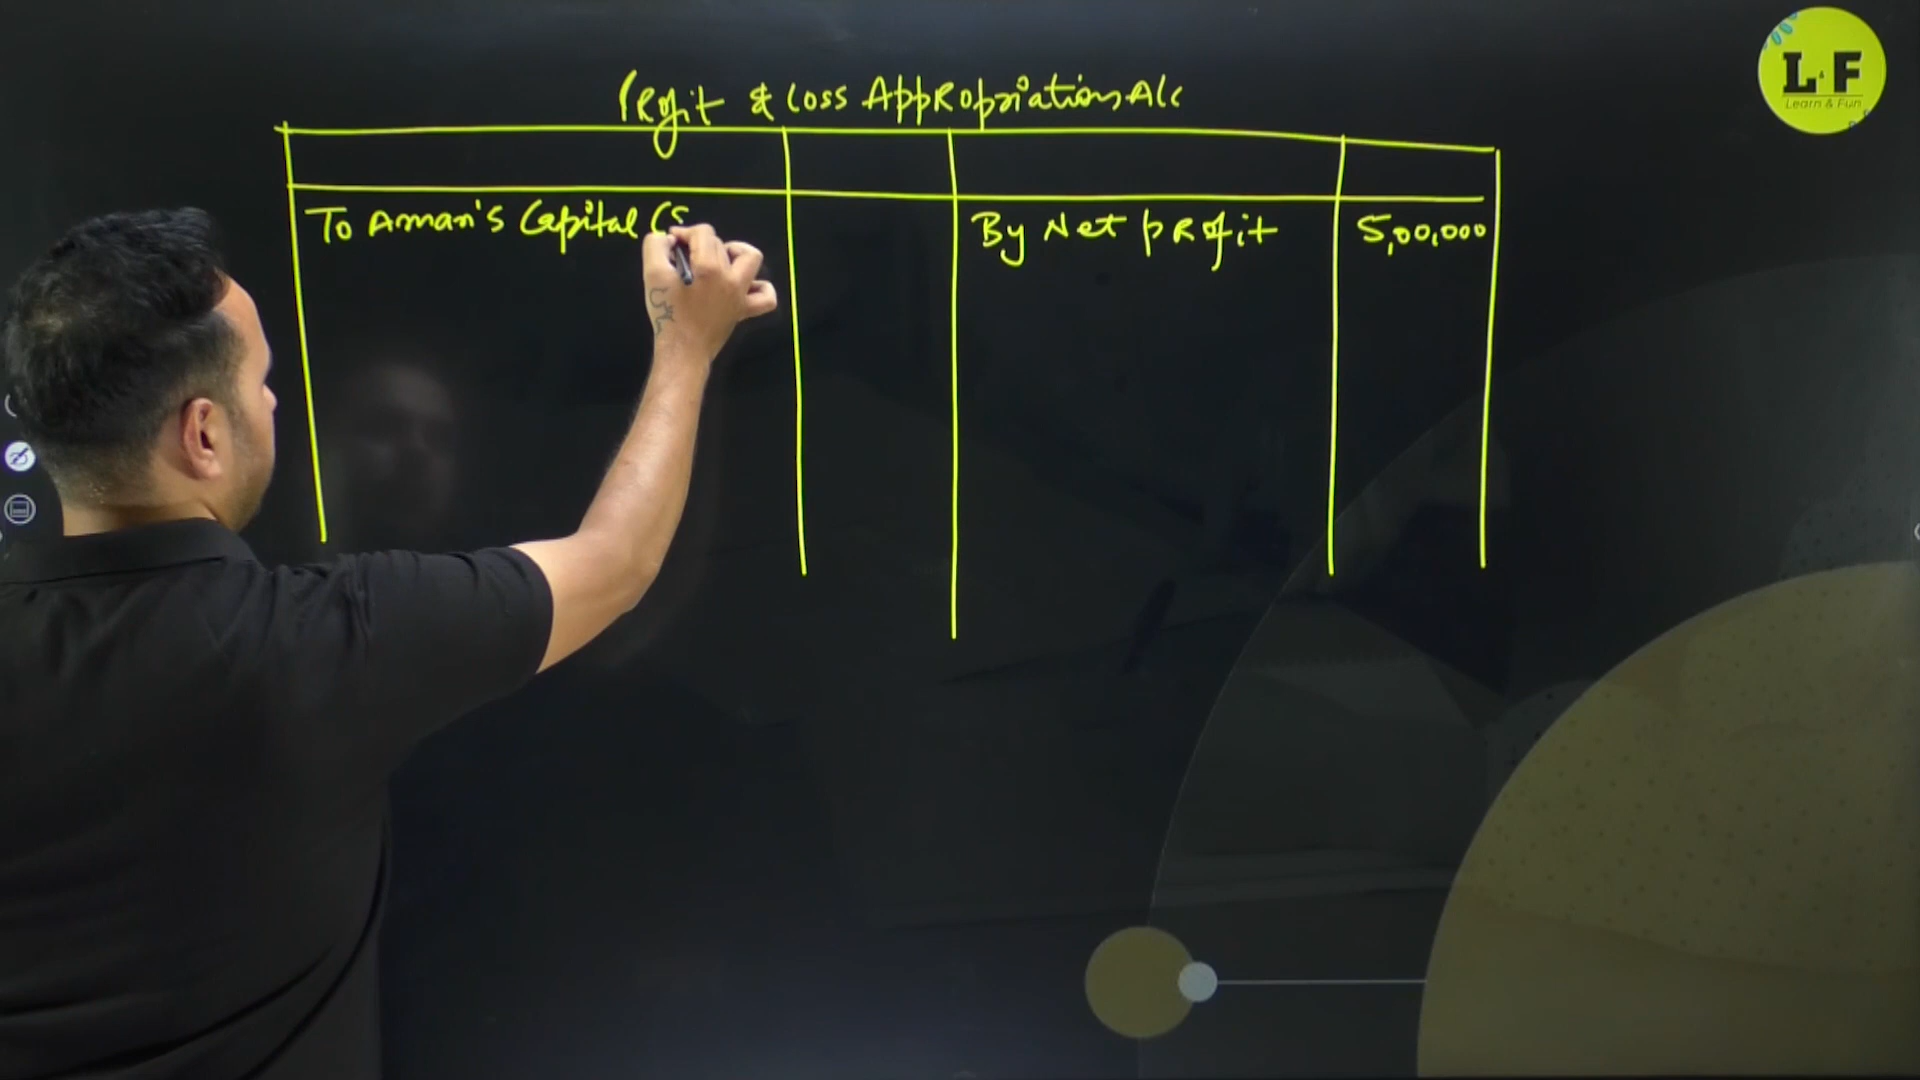 Profit & Loss Appropriation A/c
To Aman's Capital (S
By Net profit
5,00,000
L&F
Learn & Fun